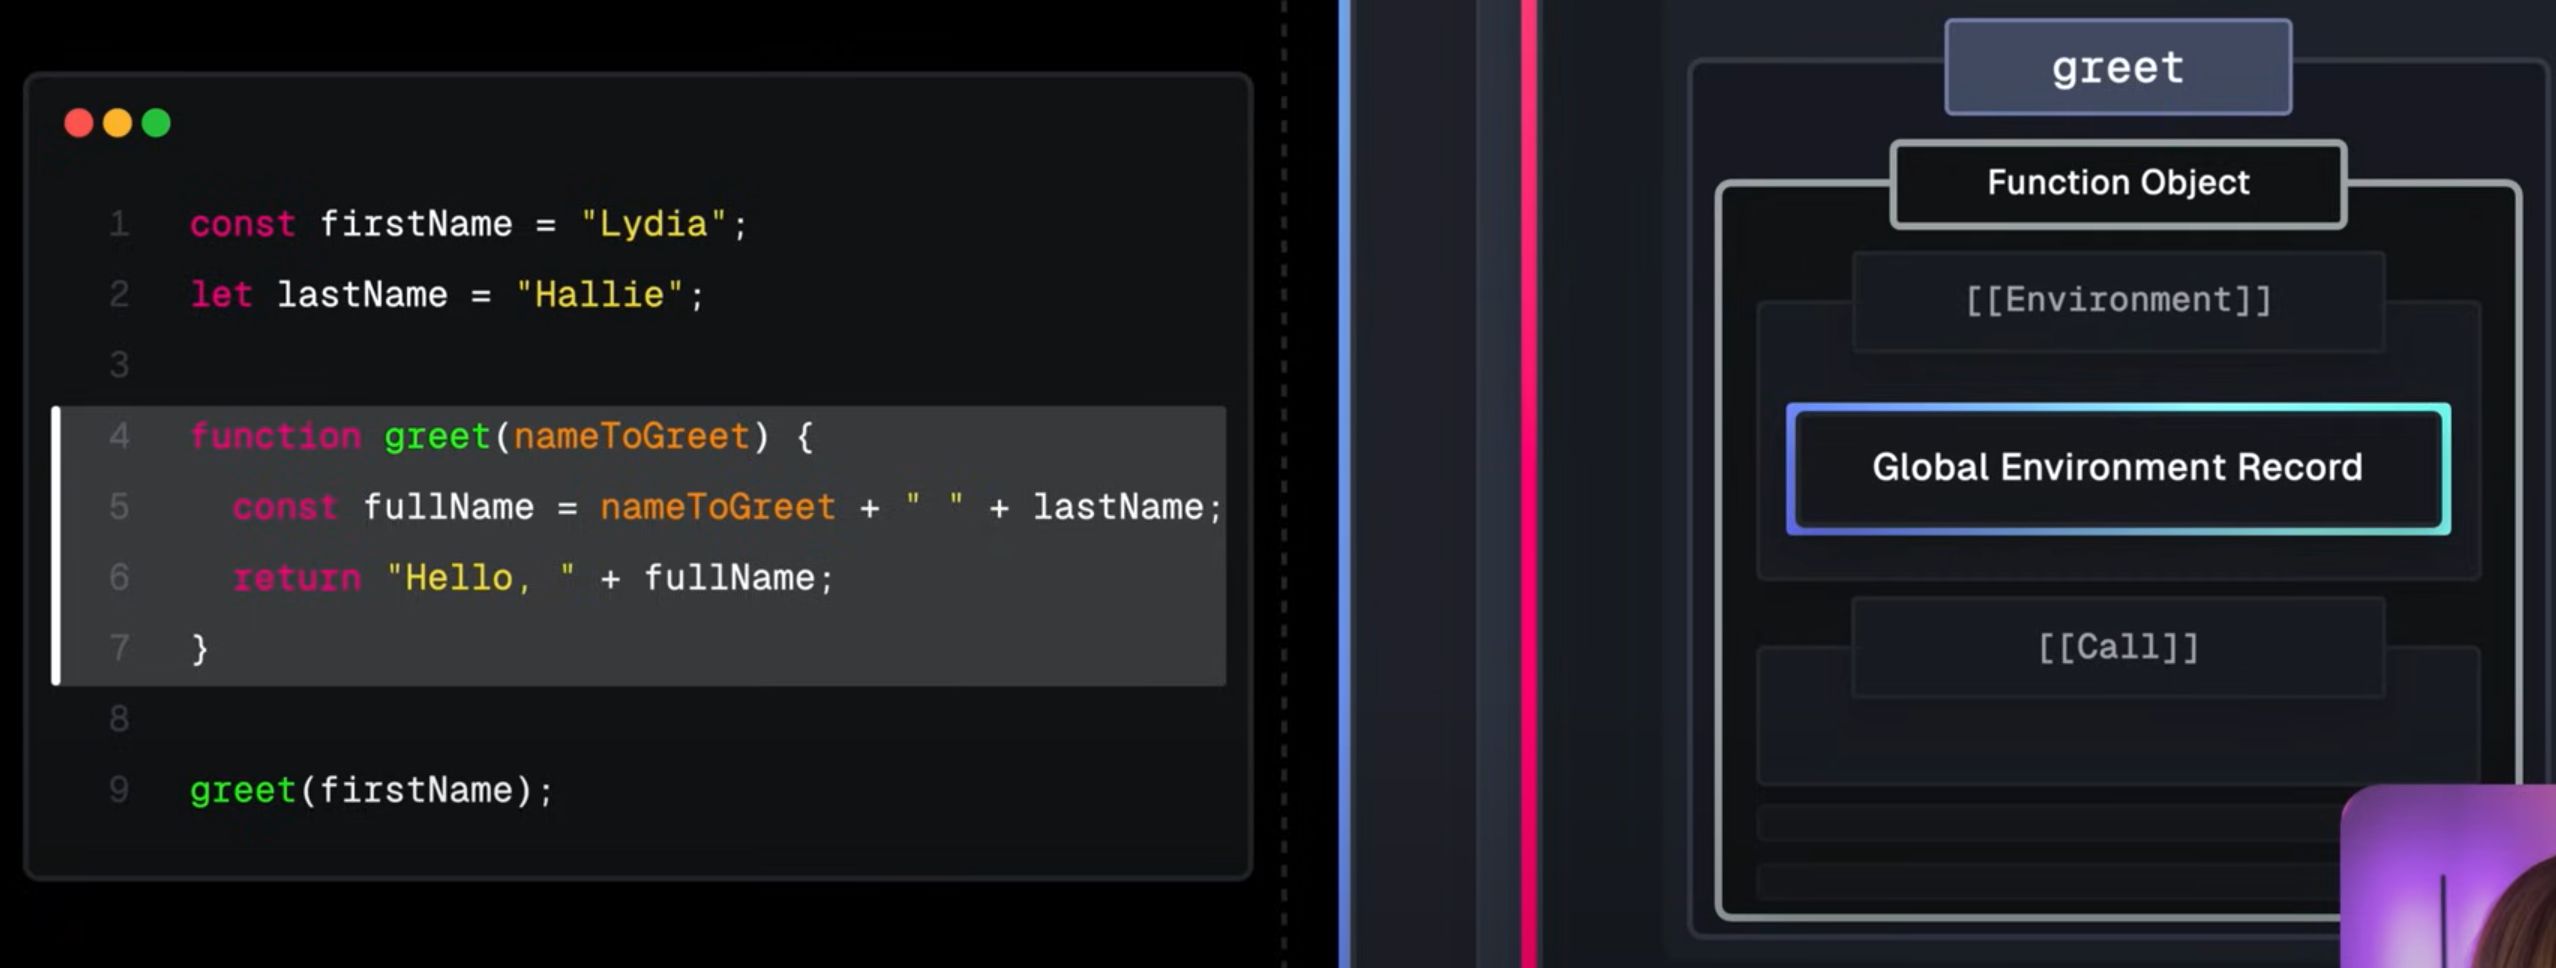 1 const firstName = "Lydia";
2 let lastName = "Hallie";
3
4 function greet(nameToGreet) {
5 const fullName = nameToGreet + " " + lastName;
6 return "Hello, " + fullName;
7 }
8
9 greet(firstName);
greet
Function Object
[[Environment]]
Global Environment Record
[[Call]]